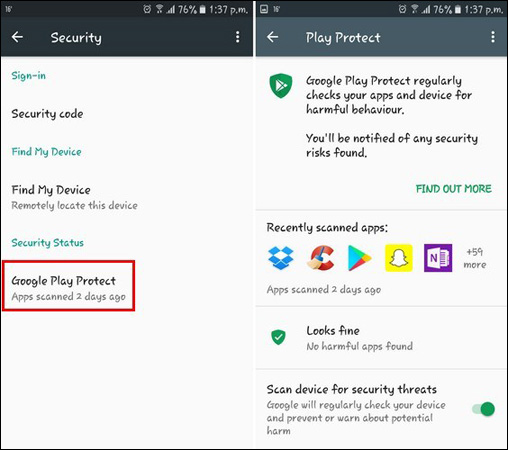 16° 76% 1:37 p.m.
Security
Sign-in
Security code
Find My Device
Find My Device
Remotely locate this device
Security Status
Google Play Protect
Apps scanned 2 days ago
16° 76% 1:37 p.m.
Play Protect
Google Play Protect regularly
checks your apps and device for
harmful behaviour.
You'll be notified of any security
risks found.
FIND OUT MORE
Recently scanned apps:
+59
more
Apps scanned 2 days ago
Looks fine
No harmful apps found
Scan device for security threats
Google will regularly check your device
and prevent or warn about potential
harm